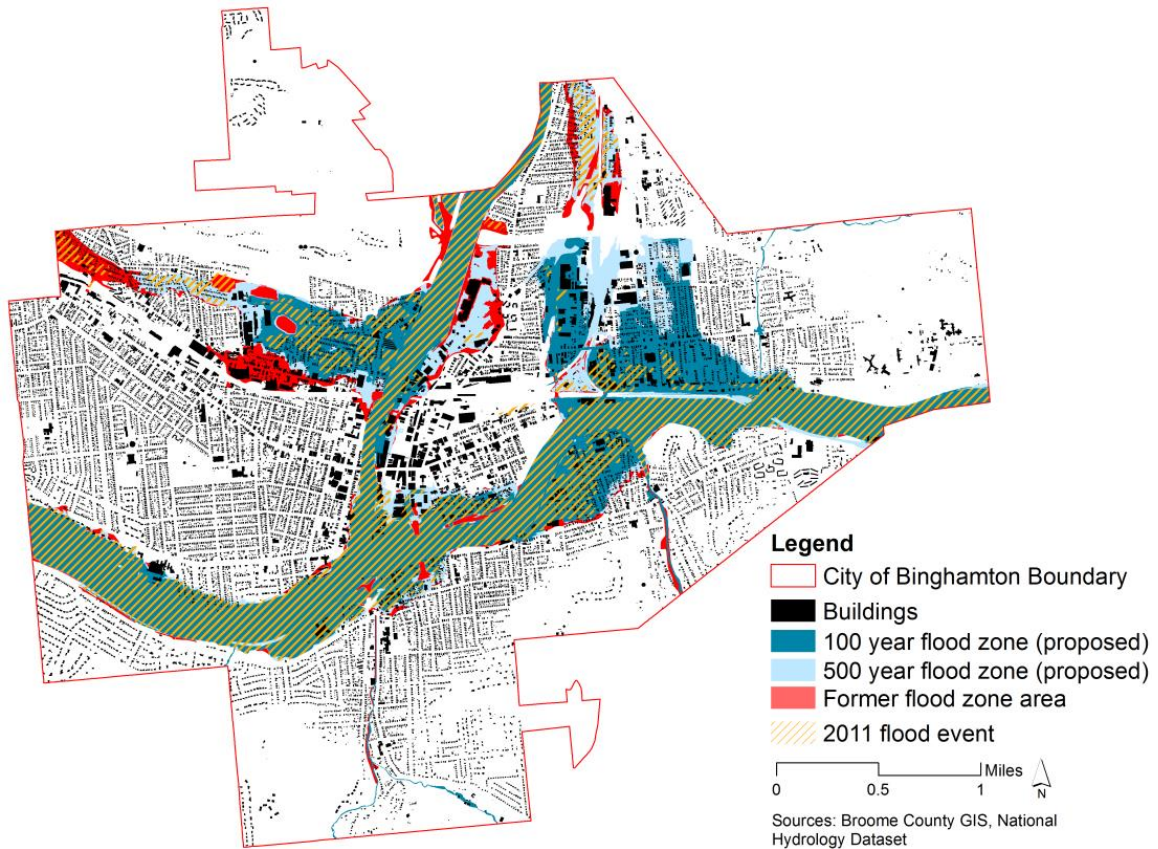 Legend
City of Binghamton Boundary
Buildings
100 year flood zone (proposed)
500 year flood zone (proposed)
Former flood zone area
2011 flood event
Miles
0 0.5 1
N
Sources: Broome County GIS, National
Hydrology Dataset